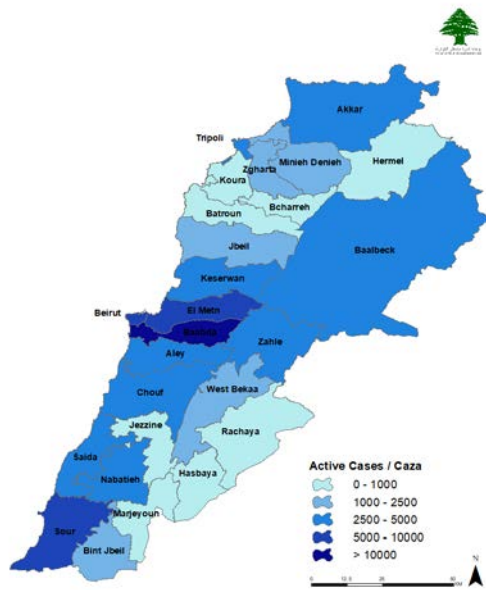 Akkar
Tripoli
Hermel
Zgharta
Minieh Denieh
Koura
Bcharreh
Batroun
Jbeil
Baalbeck
Keserwan
El Metn
Beirut
Baabda
Zahle
Aley
Chouf
West Bekaa
Jezzine
Rachaya
Saida
Hasbaya
Nabatieh
Marjeyoun
Sour
Bint Jbeil
Active Cases / Caza
0 - 1000
1000 - 2500
2500 - 5000
5000 - 10000
> 10000
N